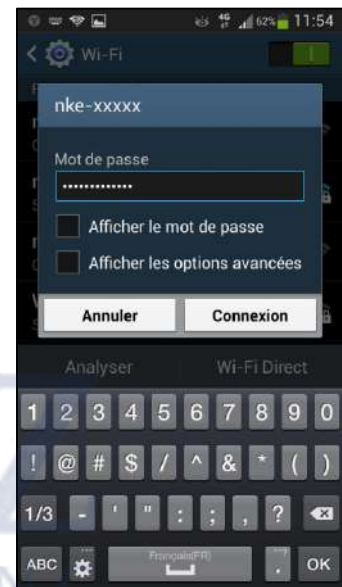 4G 62% 11:54
Wi-Fi
nke-xxxxx
Mot de passe
•••••••••••••
Afficher le mot de passe
Afficher les options avancées
Annuler Connexion
Analyser Wi-Fi Direct
1 2 3 4 5 6 7 8 9 0
! @ # $ / ^ & * ( )
1/3 - ' " : ; , ? 
ABC Français(FR) . OK